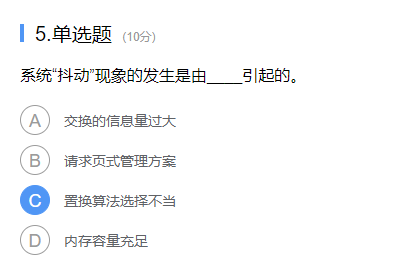 5.单选题 (10分)
系统“抖动”现象的发生是由_____引起的。
A 交换的信息量过大
B 请求页式管理方案
C 置换算法选择不当
D 内存容量充足